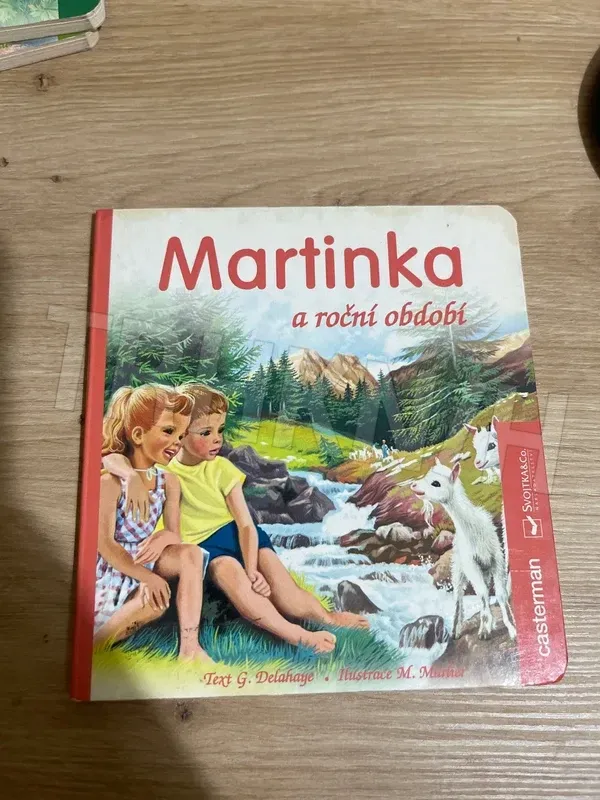 Martinka
a roční období
SVOJTKA&Co.
casterman
Text G. Delahaye • Ilustrace M. Marlier